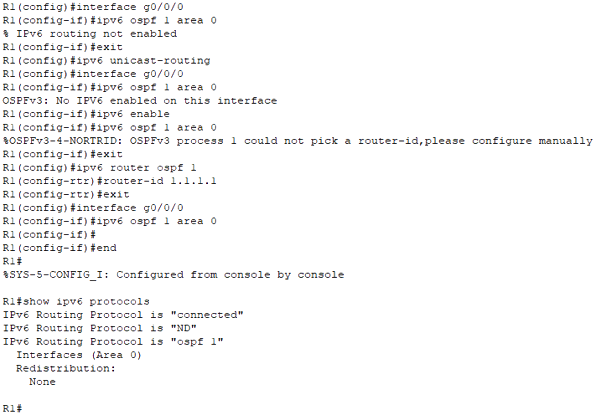 R1(config)#interface g0/0/0
R1(config-if)#ipv6 ospf 1 area 0
% IPv6 routing not enabled
R1(config-if)#exit
R1(config)#ipv6 unicast-routing
R1(config)#interface g0/0/0
R1(config-if)#ipv6 ospf 1 area 0
OSPFv3: No IPV6 enabled on this interface
R1(config-if)#ipv6 enable
R1(config-if)#ipv6 ospf 1 area 0
%OSPFv3-4-NORTRID: OSPFv3 process 1 could not pick a router-id,please configure manually
R1(config-if)#exit
R1(config)#ipv6 router ospf 1
R1(config-rtr)#router-id 1.1.1.1
R1(config-rtr)#exit
R1(config)#interface g0/0/0
R1(config-if)#ipv6 ospf 1 area 0
R1(config-if)#
R1(config-if)#end
R1#
%SYS-5-CONFIG_I: Configured from console by console

R1#show ipv6 protocols
IPv6 Routing Protocol is "connected"
IPv6 Routing Protocol is "ND"
IPv6 Routing Protocol is "ospf 1"
  Interfaces (Area 0)
  Redistribution:
    None

R1#